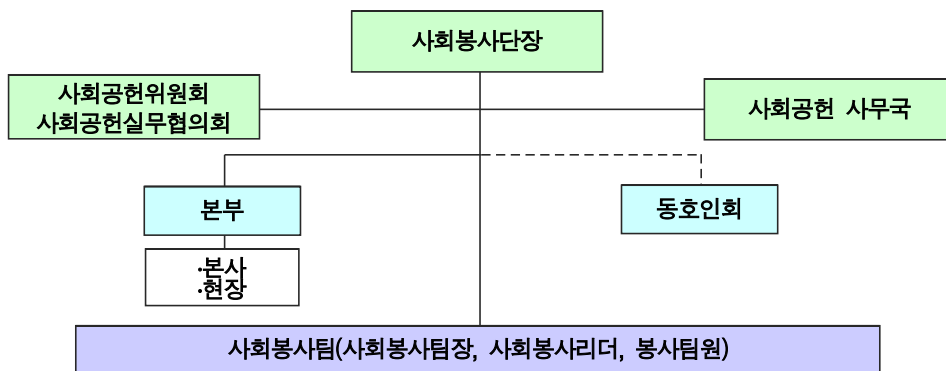 사회봉사단장
사회공헌위원회
사회공헌실무협의회
사회공헌 사무국
본부
동호인회
·본사
·현장
사회봉사팀(사회봉사팀장, 사회봉사리더, 봉사팀원)